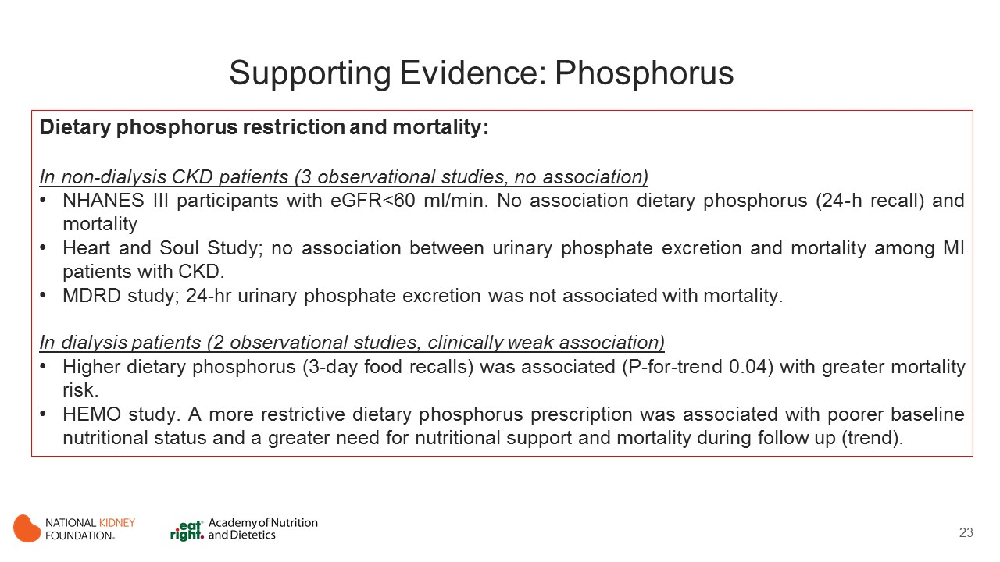 Supporting Evidence: Phosphorus
Dietary phosphorus restriction and mortality:
In non-dialysis CKD patients (3 observational studies, no association)
• NHANES III participants with eGFR<60 ml/min. No association dietary phosphorus (24-h recall) and
mortality
• Heart and Soul Study; no association between urinary phosphate excretion and mortality among MI
patients with CKD.
• MDRD study; 24-hr urinary phosphate excretion was not associated with mortality.
In dialysis patients (2 observational studies, clinically weak association)
• Higher dietary phosphorus (3-day food recalls) was associated (P-for-trend 0.04) with greater mortality
risk.
• HEMO study. A more restrictive dietary phosphorus prescription was associated with poorer baseline
nutritional status and a greater need for nutritional support and mortality during follow up (trend).
NATIONAL KIDNEY
FOUNDATION®
eat
right.
Academy of Nutrition
and Dietetics
23